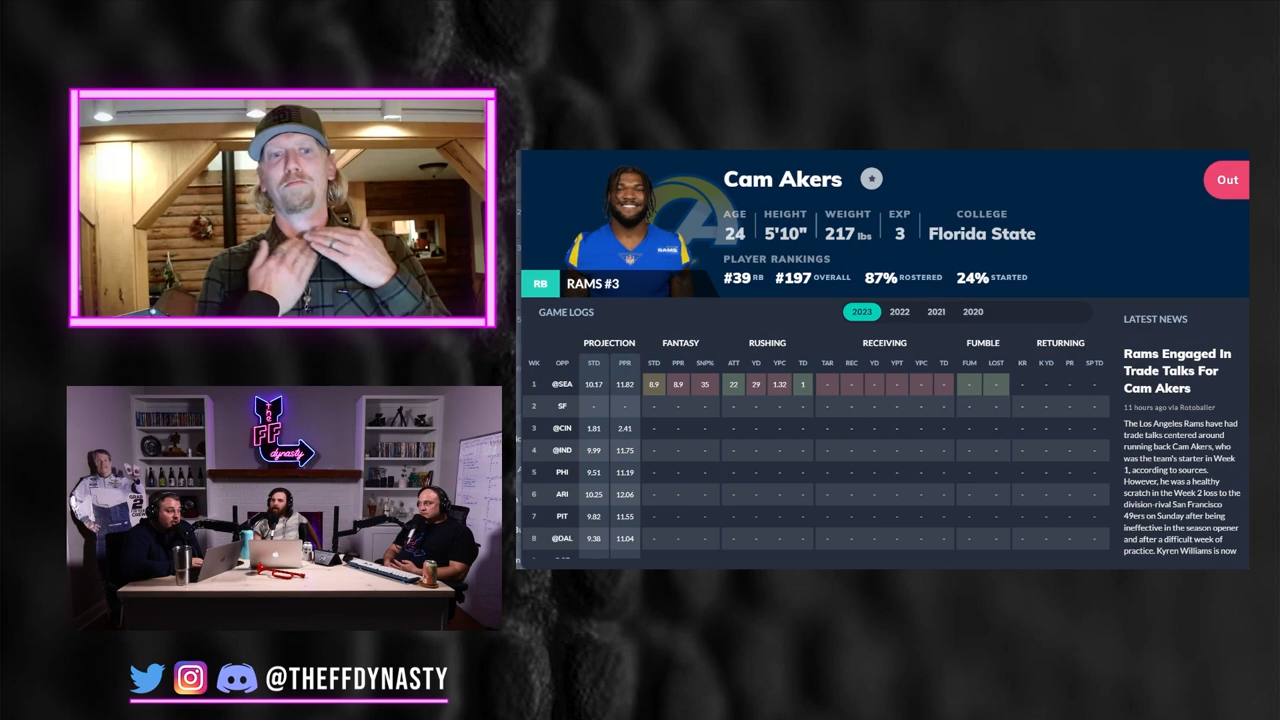 The
FF
dynasty
GRAB
2
@THEFFDYNASTY
Cam Akers
Out
AGE HEIGHT WEIGHT EXP COLLEGE
24 5'10" 217 lbs 3 Florida State
PLAYER RANKINGS
#39 RB #197 OVERALL 87% ROSTERED 24% STARTED
RAMS
RB RAMS #3
GAME LOGS 2023 2022 2021 2020
PROJECTION FANTASY RUSHING RECEIVING FUMBLE RETURNING
WK OPP STD PPR STD PPR SNP% ATT YD YPC TD TAR REC YD YPT YPC TD FUM LOST KR K YD PR SP TD
1 @SEA 10.17 11.82 8.9 8.9 35 22 29 1.32 1 - - - - - - - - - - - -
2 SF - - - - - - - - - - - - - - - - - - - - -
3 @CIN 1.81 2.41 - - - - - - - - - - - - - - - - - - -
4 @IND 9.99 11.75 - - - - - - - - - - - - - - - - - - -
5 PHI 9.51 11.19 - - - - - - - - - - - - - - - - - - -
6 ARI 10.25 12.06 - - - - - - - - - - - - - - - - - - -
7 PIT 9.82 11.55 - - - - - - - - - - - - - - - - - - -
8 @DAL 9.38 11.04 - - - - - - - - - - - - - - - - - - -
LATEST NEWS
Rams Engaged In
Trade Talks For
Cam Akers
11 hours ago via Rotoballer
The Los Angeles Rams have had
trade talks centered around
running back Cam Akers, who
was the team's starter in Week
1, according to sources.
However, he was a healthy
scratch in the Week 2 loss to the
division-rival San Francisco
49ers on Sunday after being
ineffective in the season opener
and after a difficult week of
practice. Kyren Williams is now